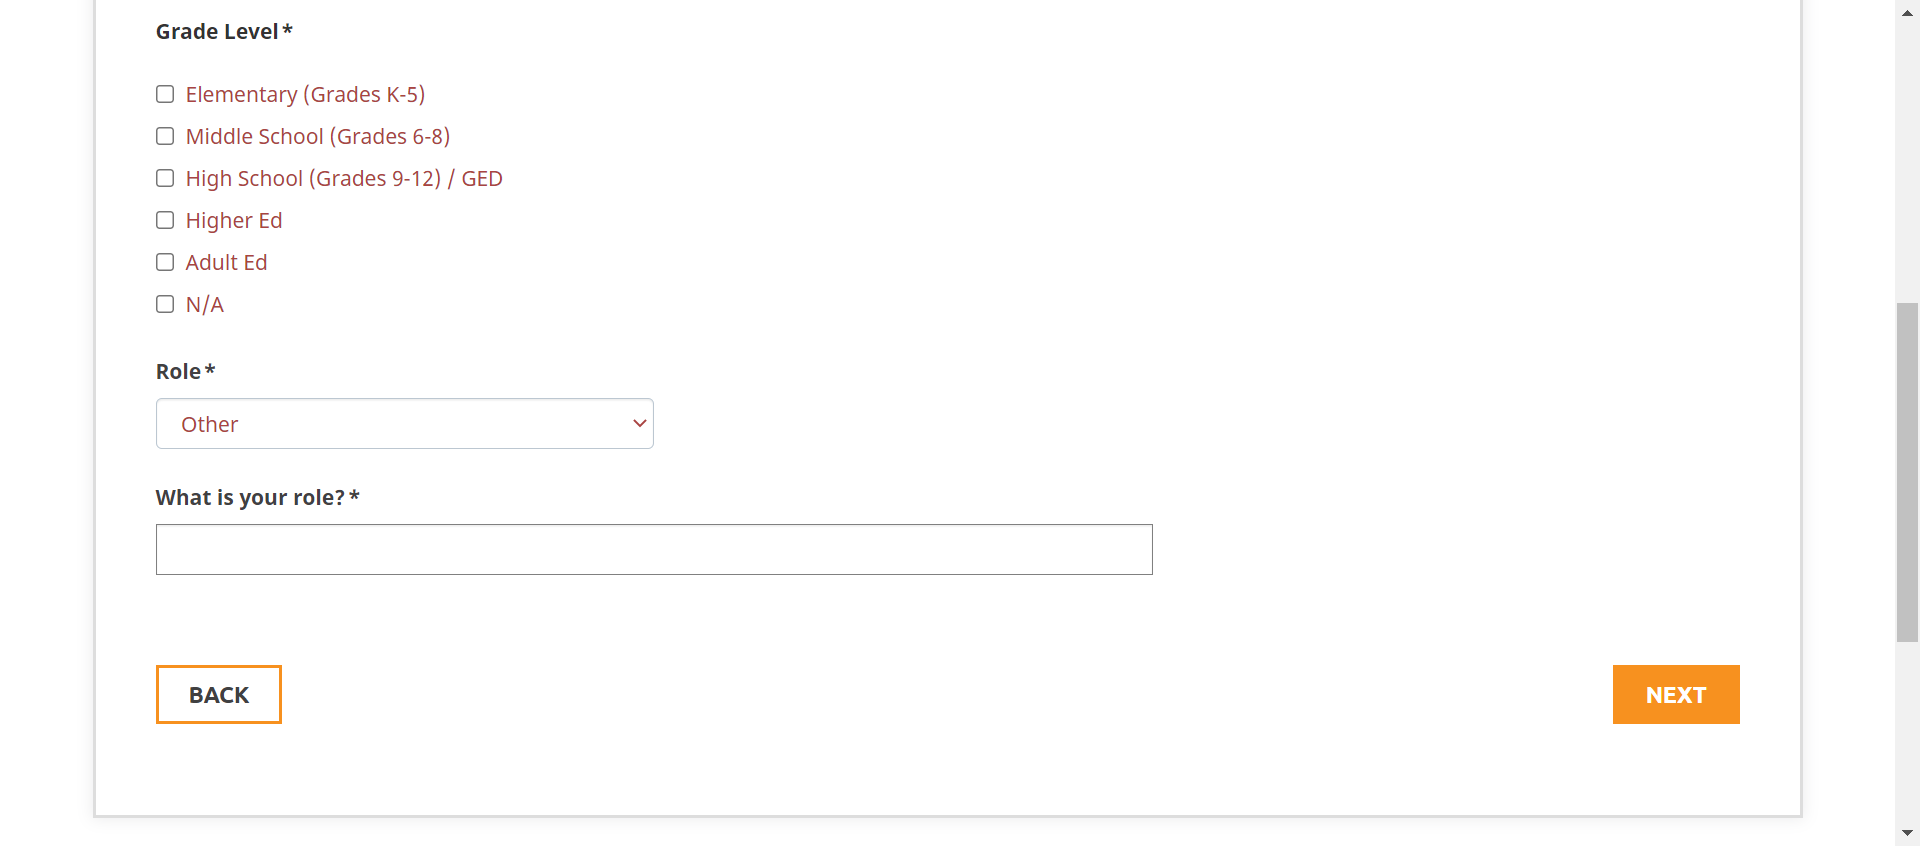 Grade Level*
Elementary (Grades K-5)
Middle School (Grades 6-8)
High School (Grades 9-12) / GED
Higher Ed
Adult Ed
N/A
Role*
Other
What is your role?*
BACK
NEXT